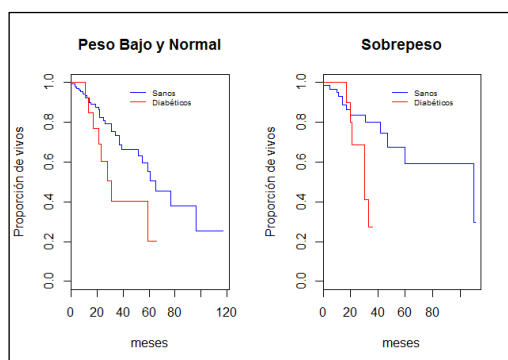 Peso Bajo y Normal
Proporción de vivos
0.0 0.2 0.4 0.6 0.8 1.0
Sanos
Diabéticos
0 20 40 60 80 120
meses
Sobrepeso
Proporción de vivos
0.0 0.2 0.4 0.6 0.8 1.0
Sanos
Diabéticos
0 20 40 60 80
meses